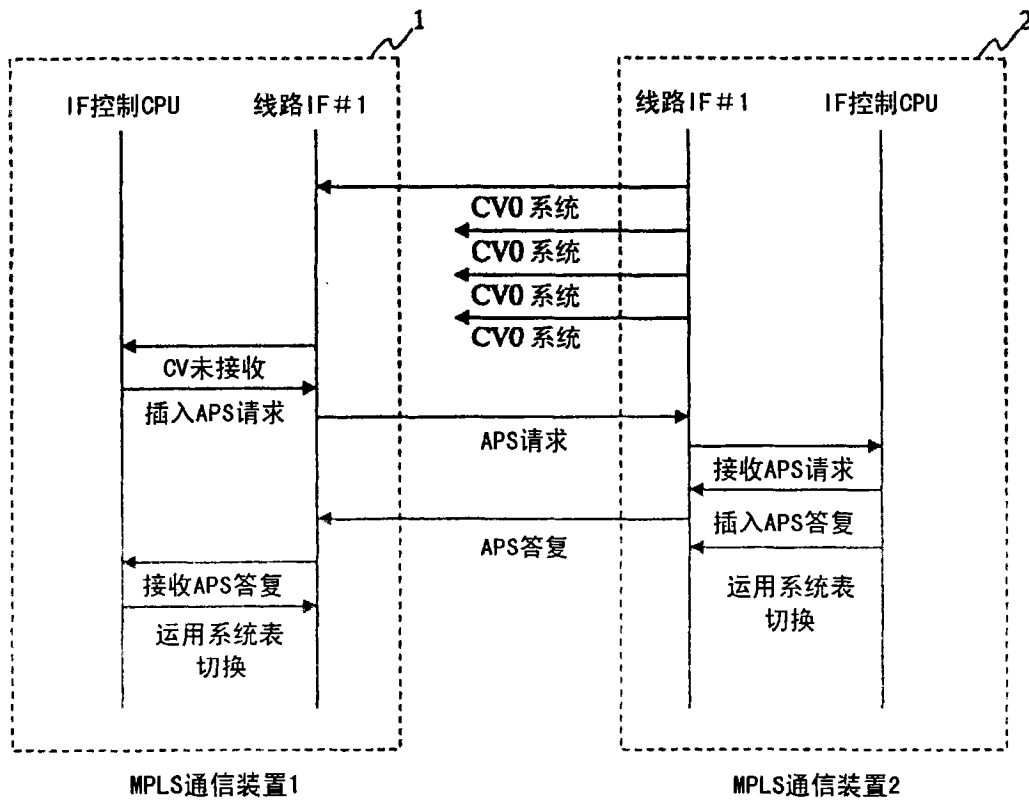 1
2
IF控制CPU
线路IF#1
线路IF#1
IF控制CPU
CV0 系统
CV0 系统
CV0 系统
CV0 系统
CV未接收
插入APS请求
APS请求
接收APS请求
插入APS答复
APS答复
接收APS答复
运用系统表
切换
运用系统表
切换
MPLS通信装置1
MPLS通信装置2